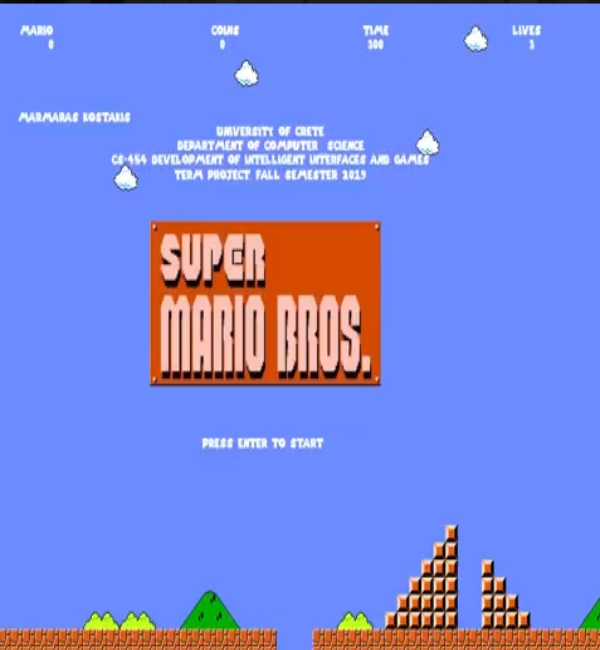 MARIO COINS TIME LIVES
0 0 300 3
MARMARAS KOSTAKIS
UNIVERSITY OF CRETE
DEPARTMENT OF COMPUTER SCIENCE
CS-454 DEVELOPMENT OF INTELLIGENT INTERFACES AND GAMES
TERM PROJECT FALL SEMESTER 2019
SUPER
MARIO BROS.
PRESS ENTER TO START